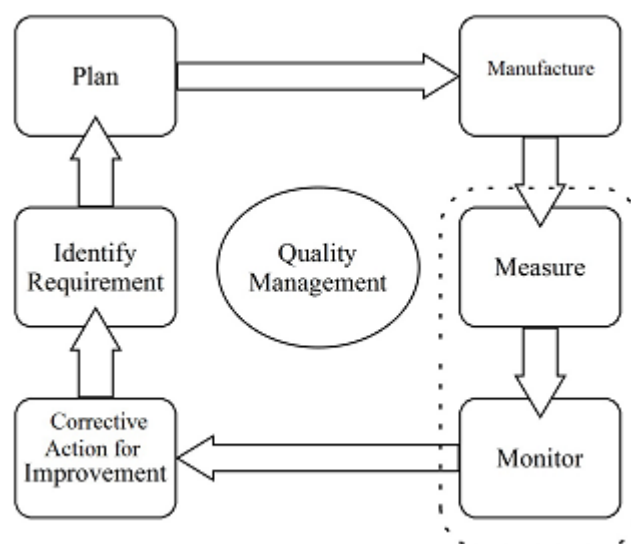 Plan
Manufacture
Identify
Requirement
Quality
Management
Measure
Corrective
Action for
Improvement
Monitor